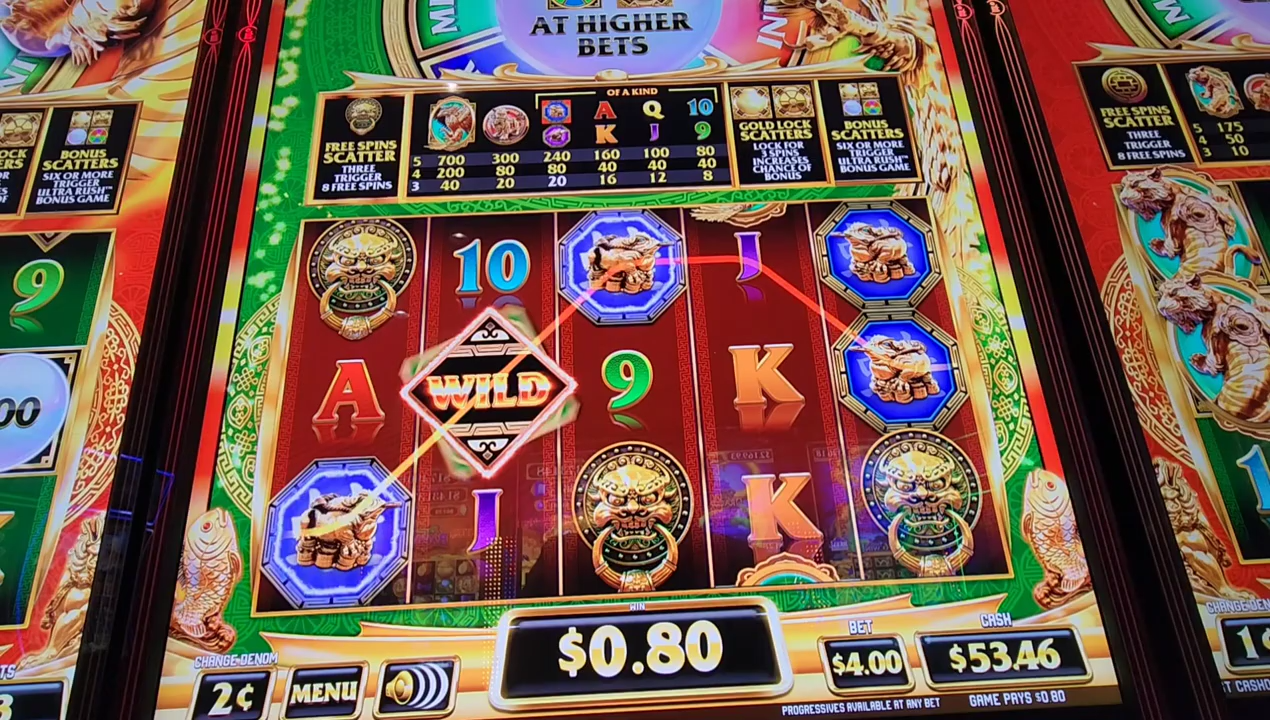 AT HIGHER
BETS
OF A KIND
A Q 10
K J 9
FREE SPINS
SCATTER
THREE
TRIGGER
8 FREE SPINS
5 700 300 240 160 100 80
4 200 80 80 40 40 40
3 40 20 20 16 12 8
GOLD LOCK
SCATTERS
LOCK FOR
3 SPINS
INCREASES
CHANCE OF
BONUS
BONUS
SCATTERS
SIX OR MORE
TRIGGER
ULTRA RUSH™
BONUS GAME
BONUS
SCATTERS
SIX OR MORE
TRIGGER
ULTRA RUSH™
BONUS GAME
FREE SPINS
SCATTER
THREE
TRIGGER
8 FREE SPINS
5 175
4 50
3 10
9
10
J
A
WILD
9
K
J
K
WIN
$0.80
BET
$4.00
CASH
$53.46
CHANGE DENOM
2¢
MENU
PROGRESSIVES AVAILABLE AT ANY BET
GAME PAYS $0.80
CHANGE DEN
1¢